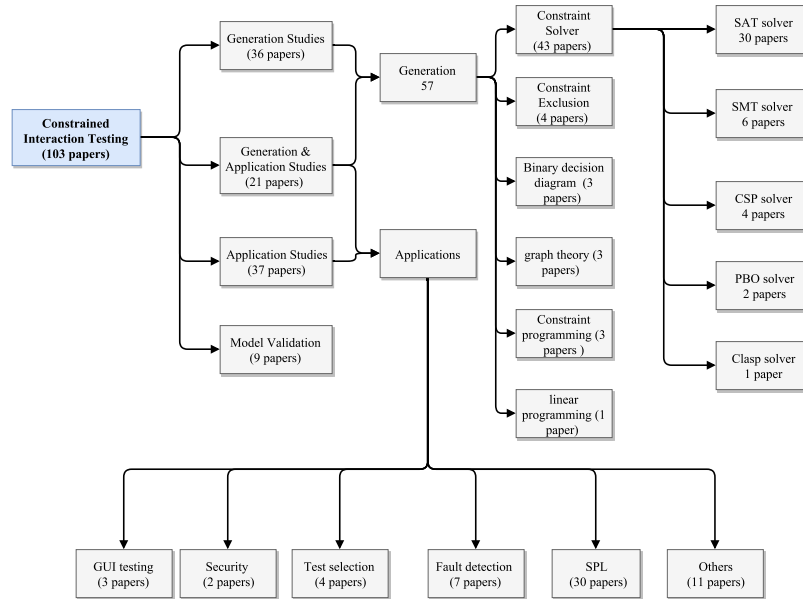 Constrained
Interaction Testing
(103 papers)
Generation Studies
(36 papers)
Generation &
Application Studies
(21 papers)
Application Studies
(37 papers)
Model Validation
(9 papers)
Generation
57
Applications
Constraint
Solver
(43 papers)
Constraint
Exclusion
(4 papers)
Binary decision
diagram (3
papers)
graph theory (3
papers)
Constraint
programming (3
papers )
linear
programming (1
paper)
SAT solver
30 papers
SMT solver
6 papers
CSP solver
4 papers
PBO solver
2 papers
Clasp solver
1 paper
GUI testing
(3 papers)
Security
(2 papers)
Test selection
(4 papers)
Fault detection
(7 papers)
SPL
(30 papers)
Others
(11 papers)